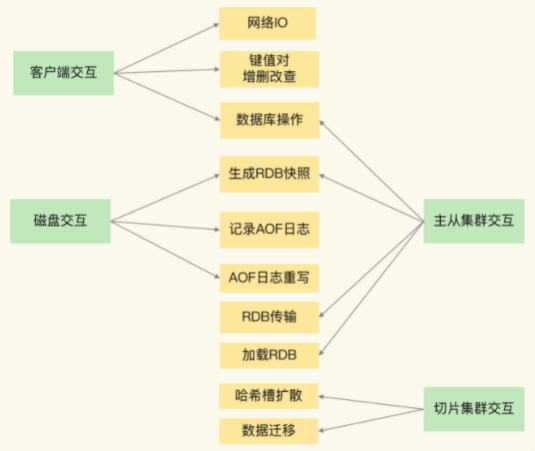 网络IO
客户端交互
键值对
增删改查
数据库操作
生成RDB快照
磁盘交互
记录AOF日志
主从集群交互
AOF日志重写
RDB传输
加载RDB
哈希槽扩散
切片集群交互
数据迁移